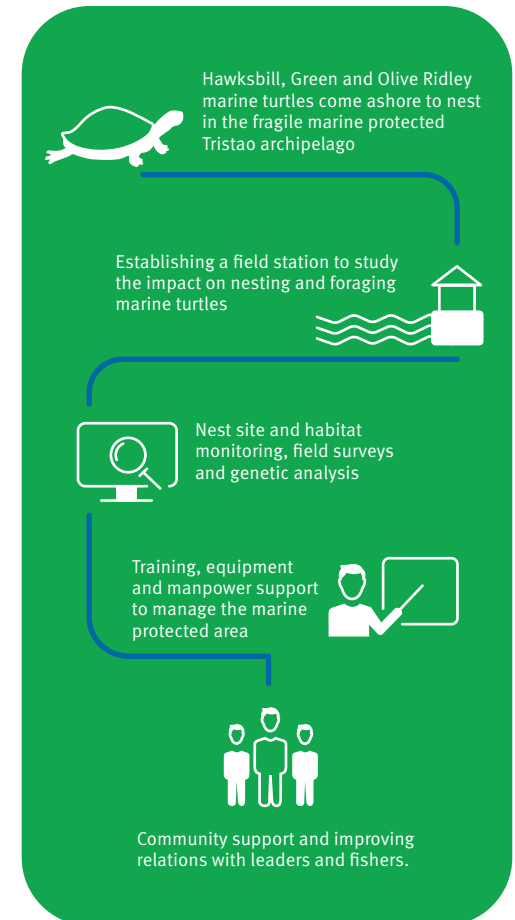 Hawksbill, Green and Olive Ridley
marine turtles come ashore to nest
in the fragile marine protected
Tristao archipelago
Establishing a field station to study
the impact on nesting and foraging
marine turtles
Nest site and habitat
monitoring, field surveys
and genetic analysis
Training, equipment
and manpower support
to manage the marine
protected area
Community support and improving
relations with leaders and fishers.